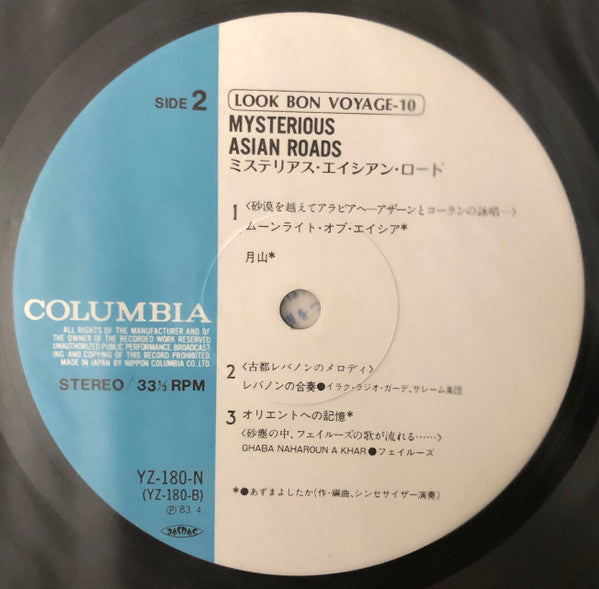 SIDE 2
LOOK BON VOYAGE-10
MYSTERIOUS
ASIAN ROADS
ミステリアス・エイシアン・ロード
1 〈砂漠を越えてアラビアへ―アザーンとコーランの詠唱―〉
ムーンライト・オブ・エイシア*
月山*
COLUMBIA
ALL RIGHTS OF THE MANUFACTURER AND OF
THE OWNER OF THE RECORDED WORK RESERVED
UNAUTHORIZED PUBLIC PERFORMANCE BROADCAST-
ING AND COPYING OF THIS RECORD PROHIBITED.
MADE IN JAPAN BY NIPPON COLUMBIA CO. LTD.
STEREO / 33⅓ RPM
2 〈古都レバノンのメロディ〉
レバノンの合奏●イラク・ラジオ・ガーデ、サレーム楽団
3 オリエントへの記憶*
〈砂塵の中、フェイルーズの歌が流れる……〉
GHABA NAHAROUN A KHAR●フェイルーズ
YZ-180-N
(YZ-180-B)
Ⓟ 83. 4.
*●あずまよしたか(作・編曲、シンセサイザー演奏)